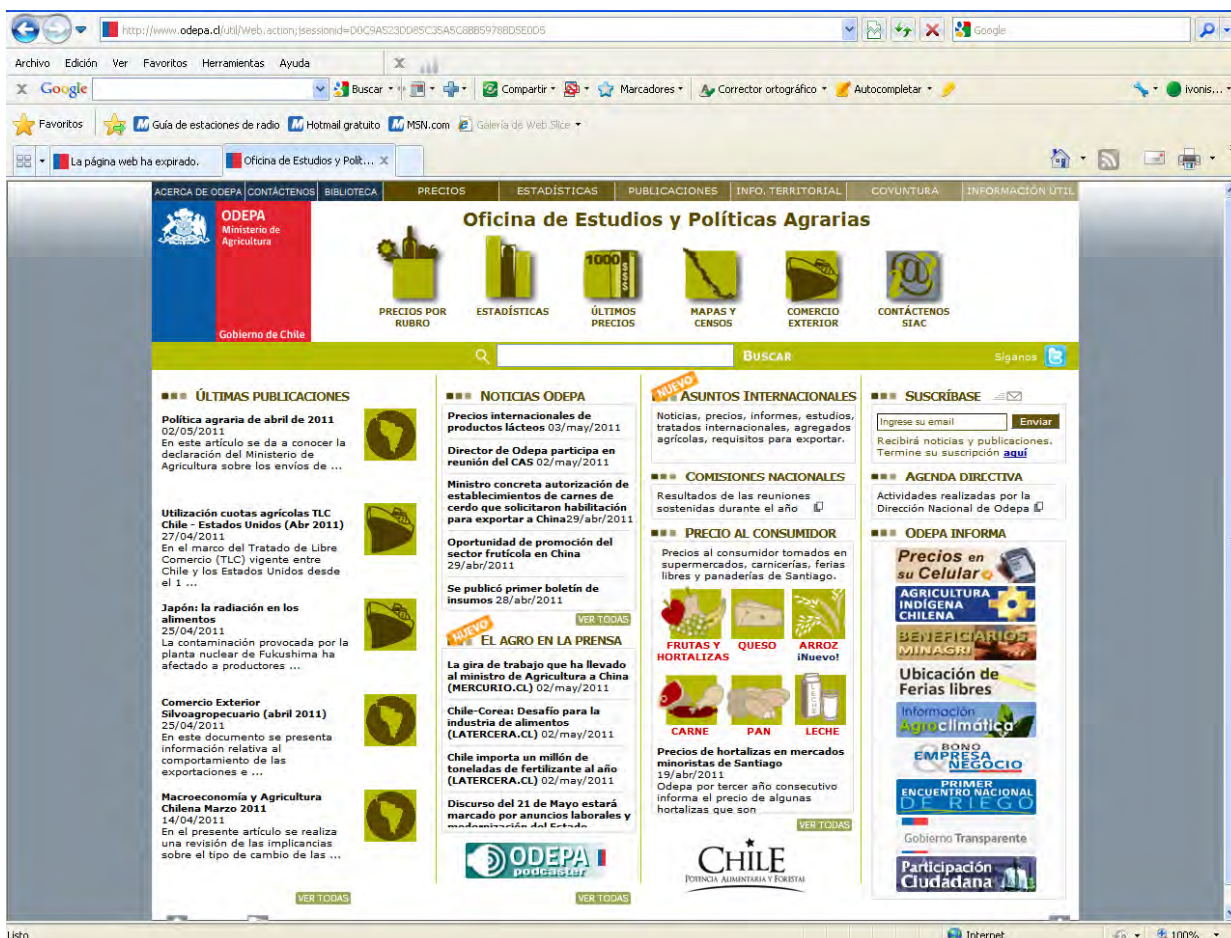 http://www.odepa.cl/util/Web.action;jsessionid=D0C9A523DD85C35A5C8B85978BD5E0D5
Google
Archivo Edición Ver Favoritos Herramientas Ayuda X
X Google Buscar Compartir Marcadores Corrector ortográfico Autocompletar ivonis...
Favoritos Guía de estaciones de radio Hotmail gratuito MSN.com Galería de Web Slice
La página web ha expirado. Oficina de Estudios y Polít... X
ACERCA DE ODEPA CONTÁCTENOS BIBLIOTECA PRECIOS ESTADÍSTICAS PUBLICACIONES INFO. TERRITORIAL COYUNTURA INFORMACIÓN ÚTIL
ODEPA
Ministerio de
Agricultura
Gobierno de Chile
Oficina de Estudios y Políticas Agrarias
PRECIOS POR
RUBRO
ESTADÍSTICAS
1000 $$$
ÚLTIMOS
PRECIOS
MAPAS Y
CENSOS
COMERCIO
EXTERIOR
@
CONTÁCTENOS
SIAC
BUSCAR
Síganos
ÚLTIMAS PUBLICACIONES
Política agraria de abril de 2011
02/05/2011
En este artículo se da a conocer la
declaración del Ministerio de
Agricultura sobre los envíos de ...
Utilización cuotas agrícolas TLC
Chile - Estados Unidos (Abr 2011)
27/04/2011
En el marco del Tratado de Libre
Comercio (TLC) vigente entre
Chile y los Estados Unidos desde
el 1 ...
Japón: la radiación en los
alimentos
25/04/2011
La contaminación provocada por la
planta nuclear de Fukushima ha
afectado a productores ...
Comercio Exterior
Silvoagropecuario (abril 2011)
25/04/2011
En este documento se presenta
información relativa al
comportamiento de las
exportaciones e ...
Macroeconomía y Agricultura
Chilena Marzo 2011
14/04/2011
En el presente artículo se realiza
una revisión de las implicancias
sobre el tipo de cambio de las ...
VER TODAS
NOTICIAS ODEPA
Precios internacionales de
productos lácteos 03/may/2011
Director de Odepa participa en
reunión del CAS 02/may/2011
Ministro concreta autorización de
establecimientos de carnes de
cerdo que solicitaron habilitación
para exportar a China29/abr/2011
Oportunidad de promoción del
sector frutícola en China
29/abr/2011
Se publicó primer boletín de
insumos 28/abr/2011
VER TODAS
NUEVO
EL AGRO EN LA PRENSA
La gira de trabajo que ha llevado
al ministro de Agricultura a China
(MERCURIO.CL) 02/may/2011
Chile-Corea: Desafío para la
industria de alimentos
(LATERCERA.CL) 02/may/2011
Chile importa un millón de
toneladas de fertilizante al año
(LATERCERA.CL) 02/may/2011
Discurso del 21 de Mayo estará
marcado por anuncios laborales y
modernización del Estado
ODEPA
podcaster
VER TODAS
NUEVO
ASUNTOS INTERNACIONALES
Noticias, precios, informes, estudios,
tratados internacionales, agregados
agrícolas, requisitos para exportar.
COMISIONES NACIONALES
Resultados de las reuniones
sostenidas durante el año
PRECIO AL CONSUMIDOR
Precios al consumidor tomados en
supermercados, carnicerías, ferias
libres y panaderías de Santiago.
FRUTAS Y
HORTALIZAS
QUESO
ARROZ
¡Nuevo!
CARNE
PAN
LECHE
Precios de hortalizas en mercados
minoristas de Santiago
19/abr/2011
Odepa por tercer año consecutivo
informa el precio de algunas
hortalizas que son
VER TODAS
CHILE
POTENCIA ALIMENTARIA Y FORESTAL
SUSCRÍBASE
Ingrese su email Enviar
Recibirá noticias y publicaciones.
Termine su suscripción aquí
AGENDA DIRECTIVA
Actividades realizadas por la
Dirección Nacional de Odepa
ODEPA INFORMA
Precios en
su Celular
AGRICULTURA
INDÍGENA
CHILENA
BENEFICIARIOS
MINAGRI
Ubicación de
Ferias libres
Información
Agroclimática
BONO
EMPRESA
& NEGOCIO
PRIMER
ENCUENTRO NACIONAL
DE RIEGO
Gobierno Transparente
Participación
Ciudadana
Listo Internet 100%